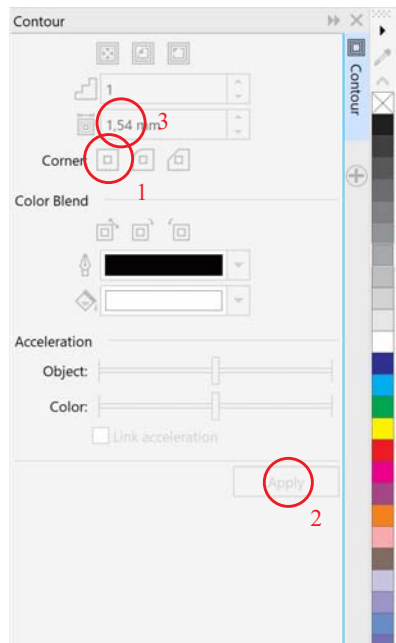 Contour
Contour
1
1,54 mm 3
Corner
1
Color Blend
Acceleration
Object:
Color:
Link acceleration
Apply
2